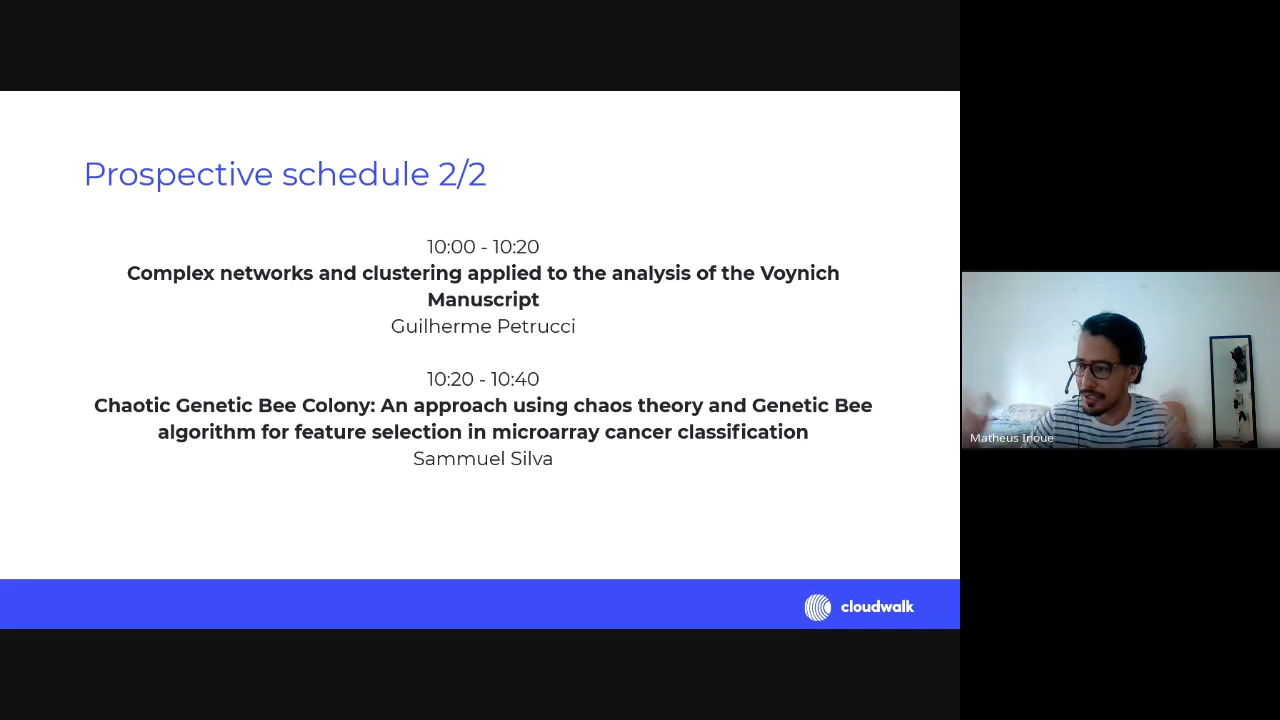 Prospective schedule 2/2
10:00 - 10:20
Complex networks and clustering applied to the analysis of the Voynich
Manuscript
Guilherme Petrucci
10:20 - 10:40
Chaotic Genetic Bee Colony: An approach using chaos theory and Genetic Bee
algorithm for feature selection in microarray cancer classification
Sammuel Silva
cloudwalk
Matheus Inoue